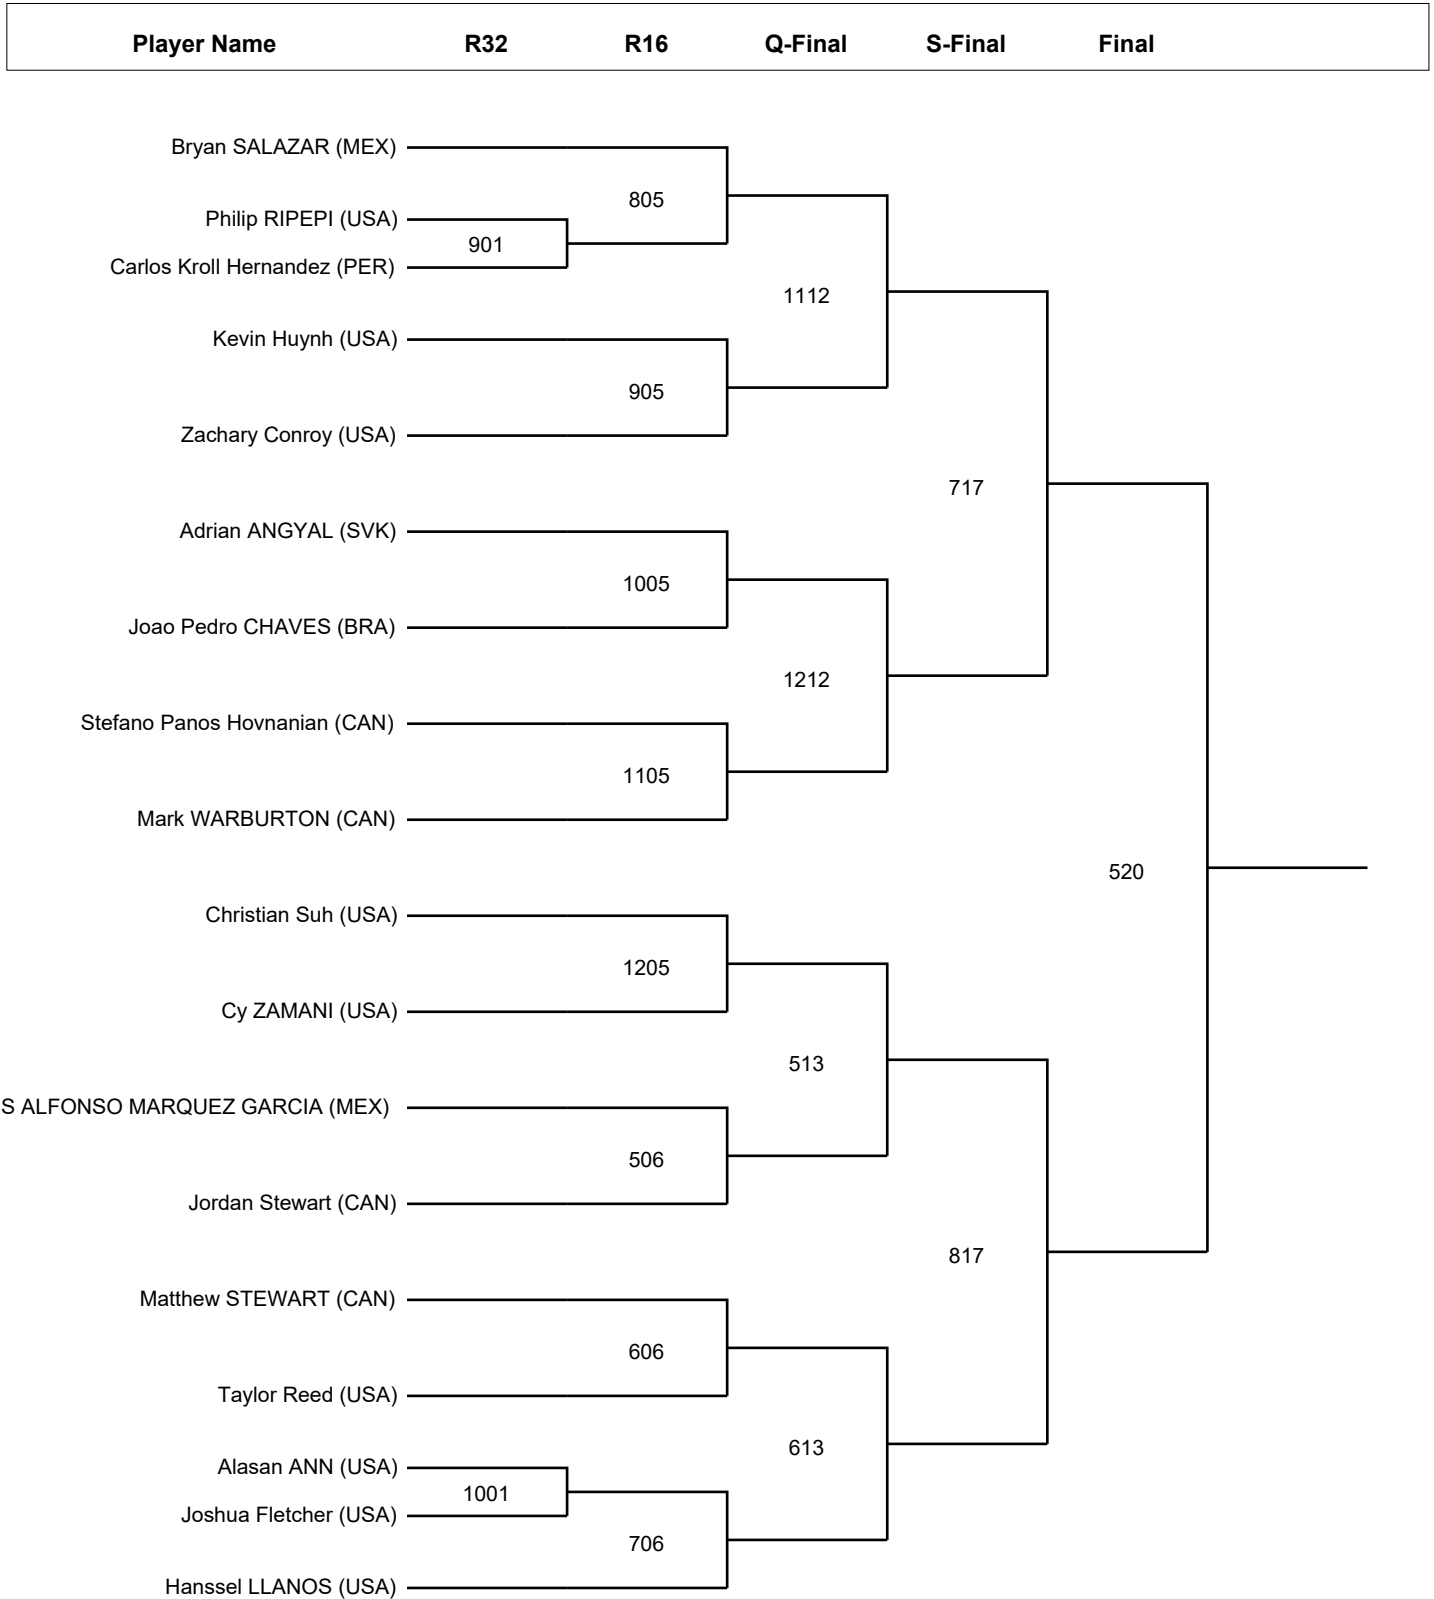 Player Name R32 R16 Q-Final S-Final Final
Bryan SALAZAR (MEX)
805
Philip RIPEPI (USA)
901
Carlos Kroll Hernandez (PER)
1112
Kevin Huynh (USA)
905
Zachary Conroy (USA)
717
Adrian ANGYAL (SVK)
1005
Joao Pedro CHAVES (BRA)
1212
Stefano Panos Hovnanian (CAN)
1105
Mark WARBURTON (CAN)
520
Christian Suh (USA)
1205
Cy ZAMANI (USA)
513
S ALFONSO MARQUEZ GARCIA (MEX)
506
Jordan Stewart (CAN)
817
Matthew STEWART (CAN)
606
Taylor Reed (USA)
613
Alasan ANN (USA)
1001
Joshua Fletcher (USA)
706
Hanssel LLANOS (USA)